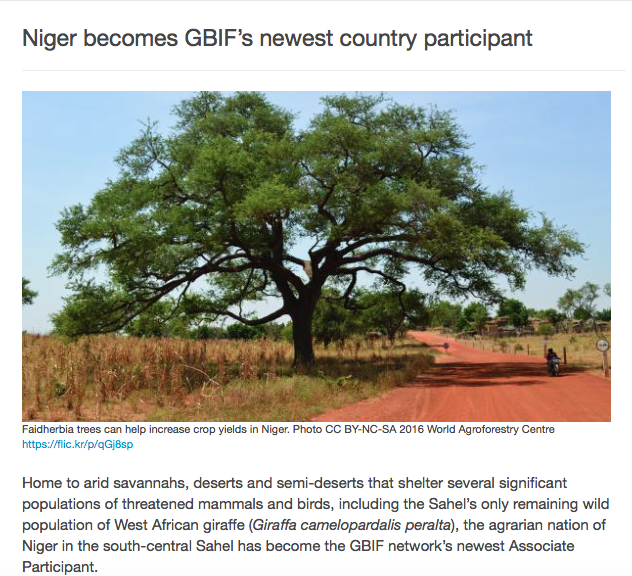 Niger becomes GBIF’s newest country participant
Faidherbia trees can help increase crop yields in Niger. Photo CC BY-NC-SA 2016 World Agroforestry Centre
https://flic.kr/p/qGj8sp
Home to arid savannahs, deserts and semi-deserts that shelter several significant
populations of threatened mammals and birds, including the Sahel’s only remaining wild
population of West African giraffe (Giraffa camelopardalis peralta), the agrarian nation of
Niger in the south-central Sahel has become the GBIF network’s newest Associate
Participant.